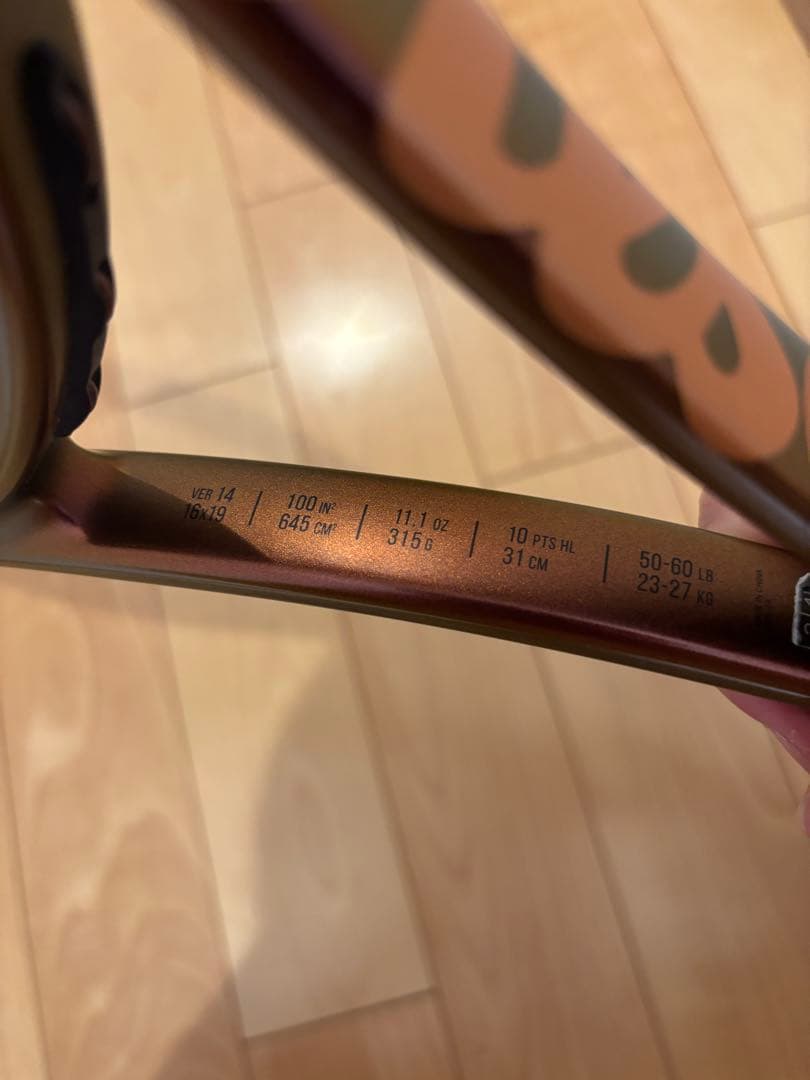 VER 14
16x19
100 IN²
645 CM²
11.1 OZ
315 G
10 PTS HL
31 CM
50-60 LB
23-27 KG